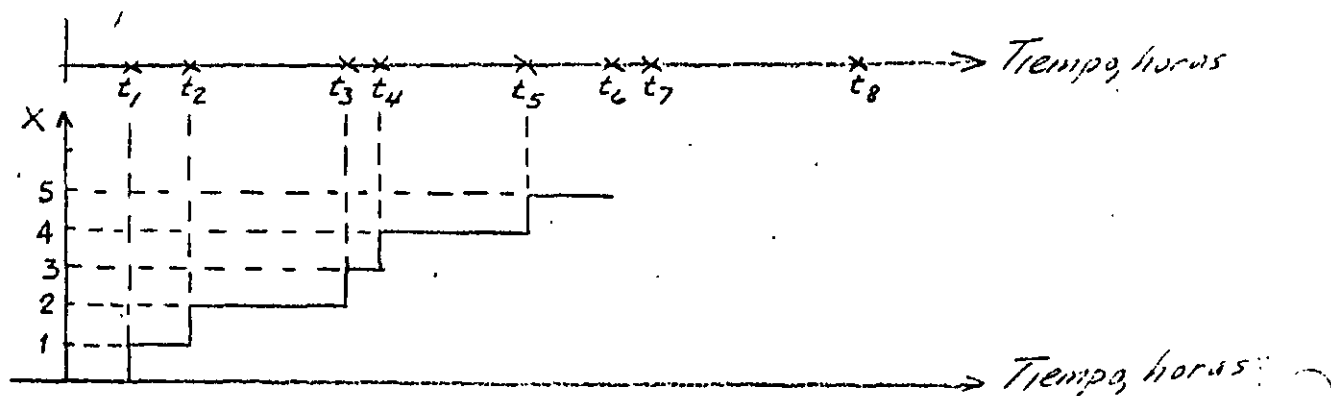 Tiempo, horas
t₁ t₂ t₃ t₄ t₅ t₆ t₇ t₈
X
5
4
3
2
1
Tiempo, horas